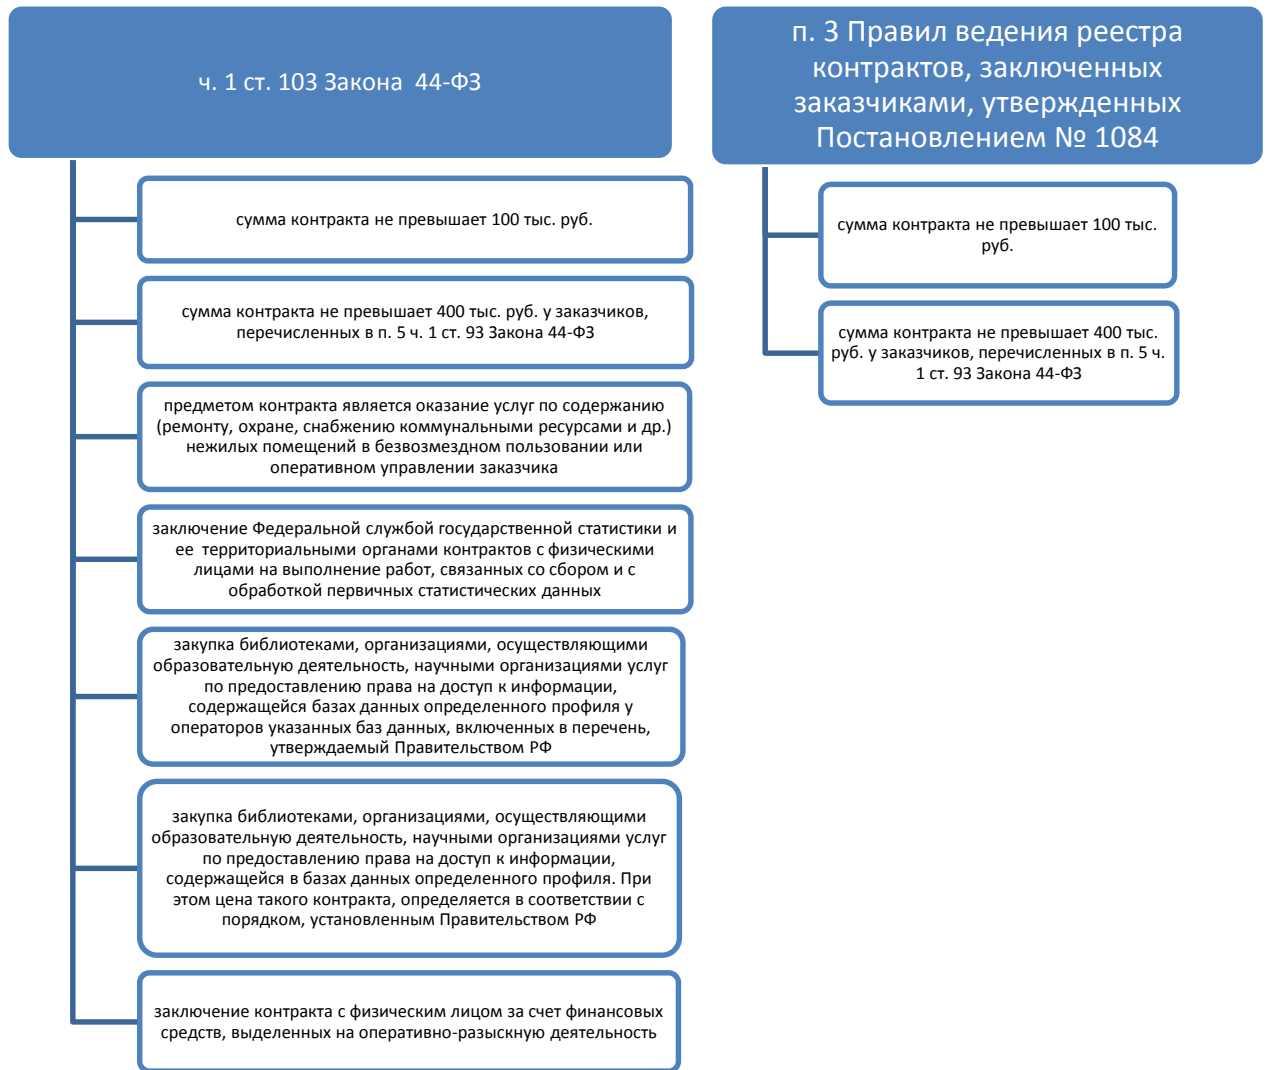 ч. 1 ст. 103 Закона  44-ФЗ
сумма контракта не превышает 100 тыс. руб.
сумма контракта не превышает 400 тыс. руб. у заказчиков,
перечисленных в п. 5 ч. 1 ст. 93 Закона 44-ФЗ
предметом контракта является оказание услуг по содержанию
(ремонту, охране, снабжению коммунальными ресурсами и др.)
нежилых помещений в безвозмездном пользовании или
оперативном управлении заказчика
заключение Федеральной службой государственной статистики и
ее  территориальными органами контрактов с физическими
лицами на выполнение работ, связанных со сбором и с
обработкой первичных статистических данных
закупка библиотеками, организациями, осуществляющими
образовательную деятельность, научными организациями услуг
по предоставлению права на доступ к информации,
содержащейся базах данных определенного профиля у
операторов указанных баз данных, включенных в перечень,
утверждаемый Правительством РФ
закупка библиотеками, организациями, осуществляющими
образовательную деятельность, научными организациями услуг
по предоставлению права на доступ к информации,
содержащейся в базах данных определенного профиля. При
этом цена такого контракта, определяется в соответствии с
порядком, установленным Правительством РФ
заключение контракта с физическим лицом за счет финансовых
средств, выделенных на оперативно-разыскную деятельность
п. 3 Правил ведения реестра
контрактов, заключенных
заказчиками, утвержденных
Постановлением № 1084
сумма контракта не превышает 100 тыс.
руб.
сумма контракта не превышает 400 тыс.
руб. у заказчиков, перечисленных в п. 5 ч.
1 ст. 93 Закона 44-ФЗ